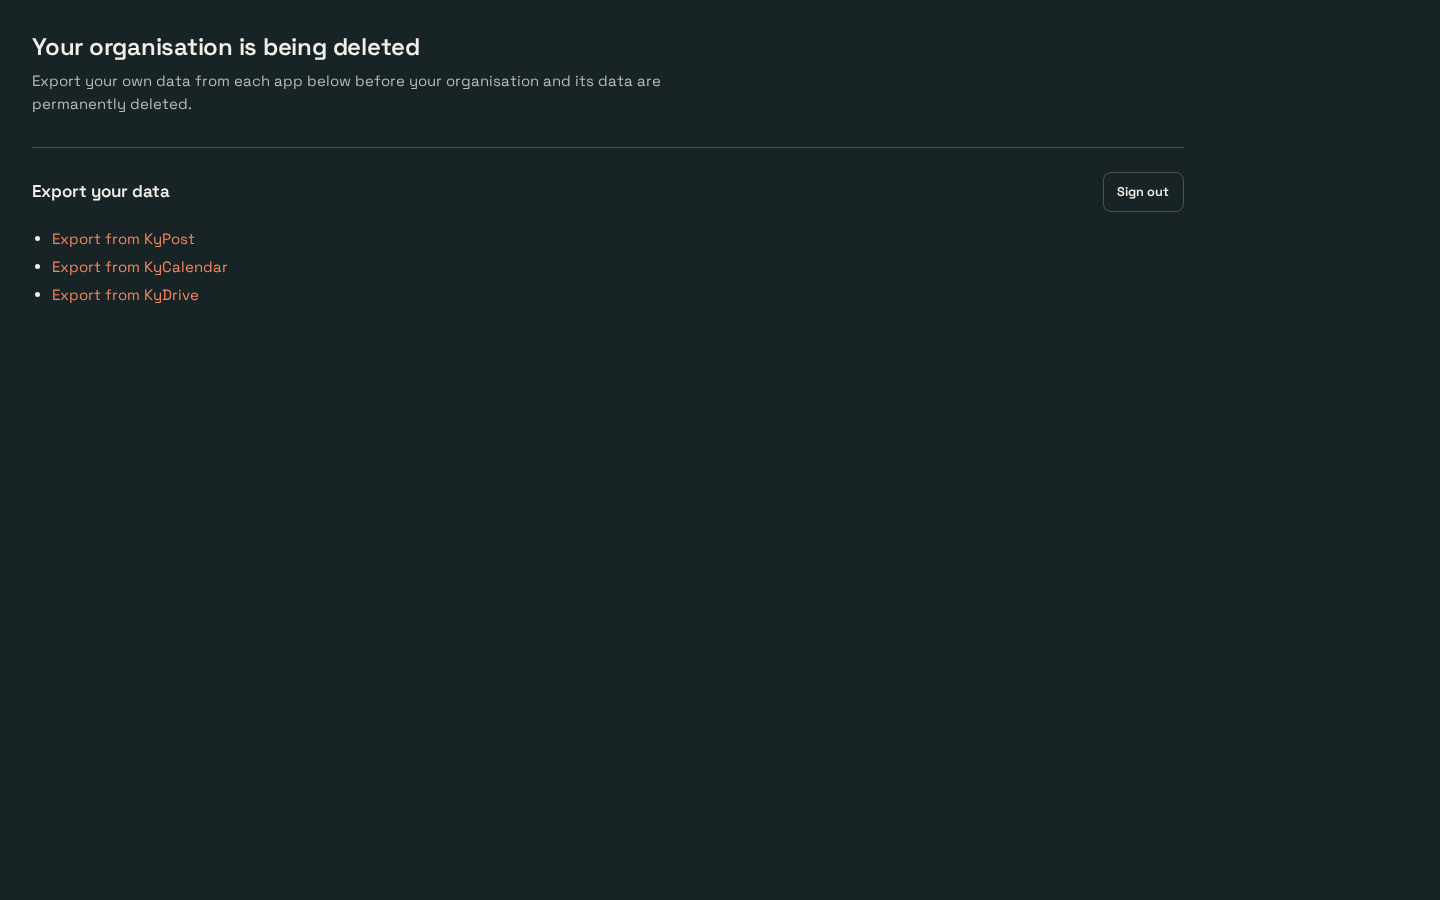 Your organisation is being deleted
Export your own data from each app below before your organisation and its data are
permanently deleted.
Export your data
Sign out
Export from KyPost
Export from KyCalendar
Export from KyDrive